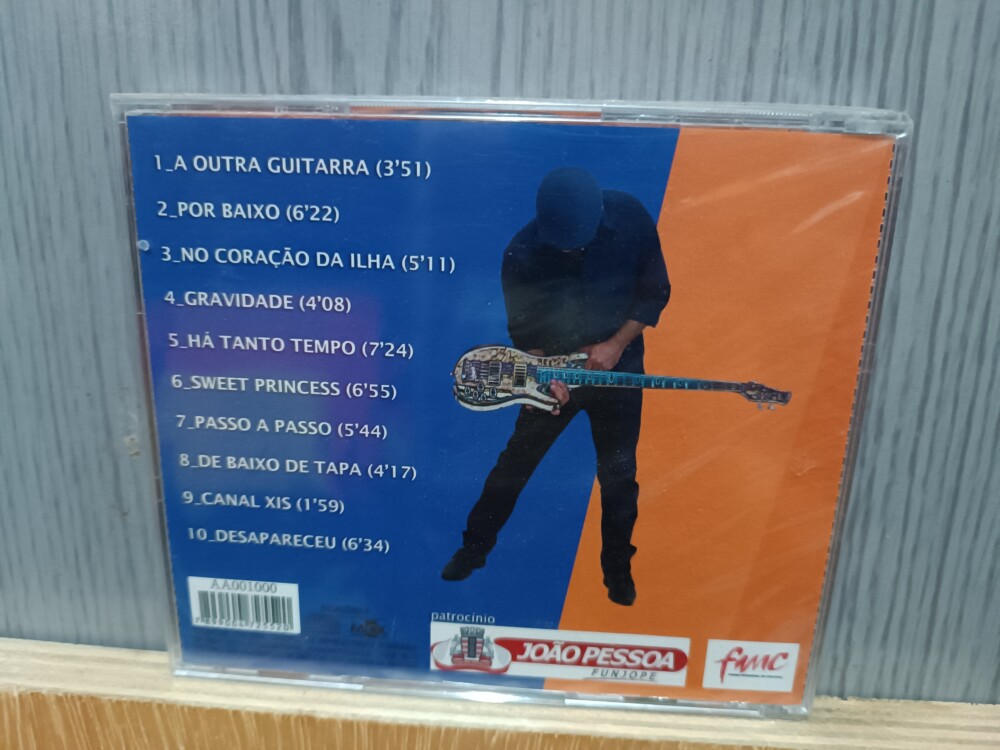 1_A OUTRA GUITARRA (3'51)
2_POR BAIXO (6'22)
3_NO CORAÇÃO DA ILHA (5'11)
4_GRAVIDADE (4'08)
5_HÁ TANTO TEMPO (7'24)
6_SWEET PRINCESS (6'55)
7_PASSO A PASSO (5'44)
8_DE BAIXO DE TAPA (4'17)
9_CANAL XIS (1'59)
10_DESAPARECEU (6'34)
AA001000
patrocínio
JOÃO PESSOA
FUNJOPE
fmc